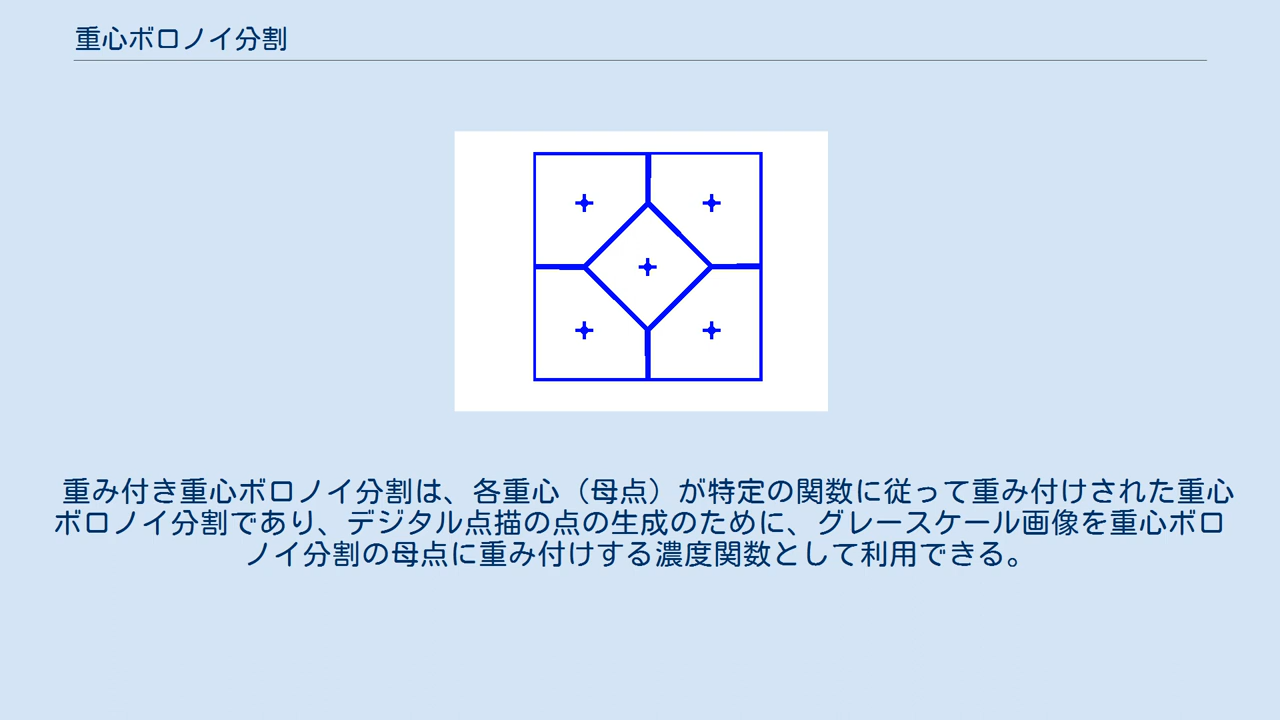 重心ボロノイ分割
重み付き重心ボロノイ分割は、各重心（母点）が特定の関数に従って重み付けされた重心
ボロノイ分割であり、デジタル点描の点の生成のために、グレースケール画像を重心ボロ
ノイ分割の母点に重み付けする濃度関数として利用できる。